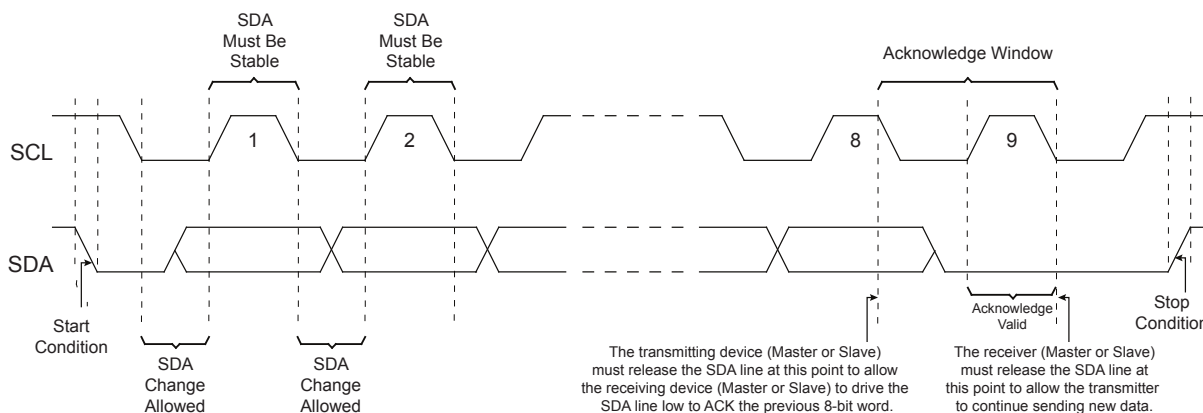 SDA
Must Be
Stable
SDA
Must Be
Stable
Acknowledge Window
SCL
1
2
8
9
SDA
Start
Condition
SDA
Change
Allowed
SDA
Change
Allowed
Acknowledge
Valid
Stop
Condition
The transmitting device (Master or Slave)
must release the SDA line at this point to allow
the receiving device (Master or Slave) to drive the
SDA line low to ACK the previous 8-bit word.
The receiver (Master or Slave)
must release the SDA line at
this point to allow the transmitter
to continue sending new data.